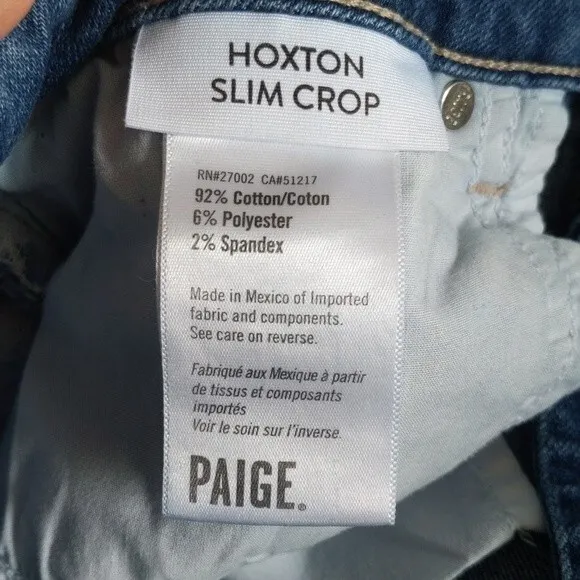 HOXTON
SLIM CROP
RN#27002 CA#51217
92% Cotton/Coton
6% Polyester
2% Spandex
Made in Mexico of Imported
fabric and components.
See care on reverse.
Fabriqué aux Mexique à partir
de tissus et composants
importés
Voir le soin sur l'inverse.
PAIGE®